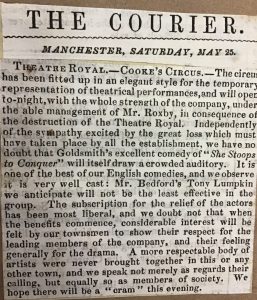 THE COURIER.
MANCHESTER, SATURDAY, MAY 25.
THEATRE ROYAL.—COOKE'S CIRCUS.—The circus
has been fitted up in an elegant style for the temporary
representation of theatrical performances, and will open
to-night, with the whole strength of the company, under
the able management of Mr. Roxby, in consequence of
the destruction of the Theatre Royal. Independently
of the sympathy excited by the great loss which must
have taken place by all the establishment, we have no
doubt that Goldsmith's excellent comedy of "She Stoops
to Conquer" will itself draw a crowded auditory. It is
one of the best of our English comedies, and we observe
it is very well cast: Mr. Bedford's Tony Lumpkin
we anticipate will not be the least effective in the
group. The subscription for the relief of the actors
has been most liberal, and we doubt not that when
the benefits commence, considerable interest will be
felt by our townsmen to show their respect for the
leading members of the company, and their feeling
generally for the drama. A more respectable body of
artists were never brought together in this or any
other town, and we speak not merely as regards their
calling, but equally so as members of society. We
hope there will be a "cram" this evening.